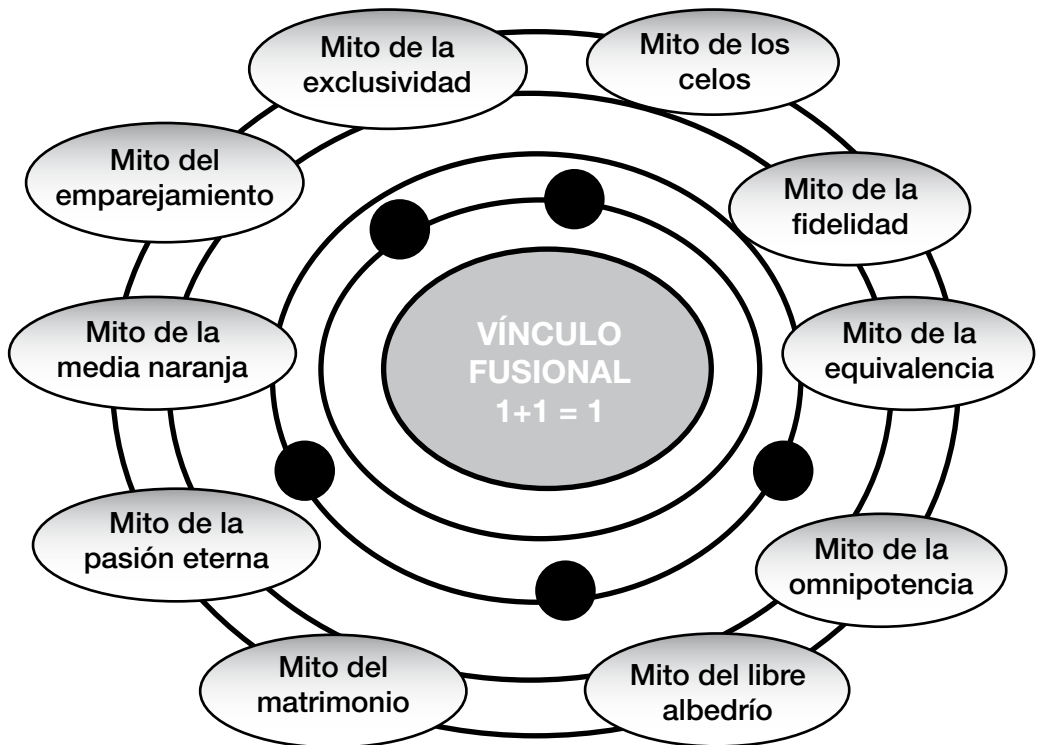 Mito de la
exclusividad
Mito de los
celos
Mito del
emparejamiento
Mito de la
fidelidad
Mito de la
media naranja
VÍNCULO
FUSIONAL
1+1 = 1
Mito de la
equivalencia
Mito de la
pasión eterna
Mito de la
omnipotencia
Mito del
matrimonio
Mito del libre
albedrío